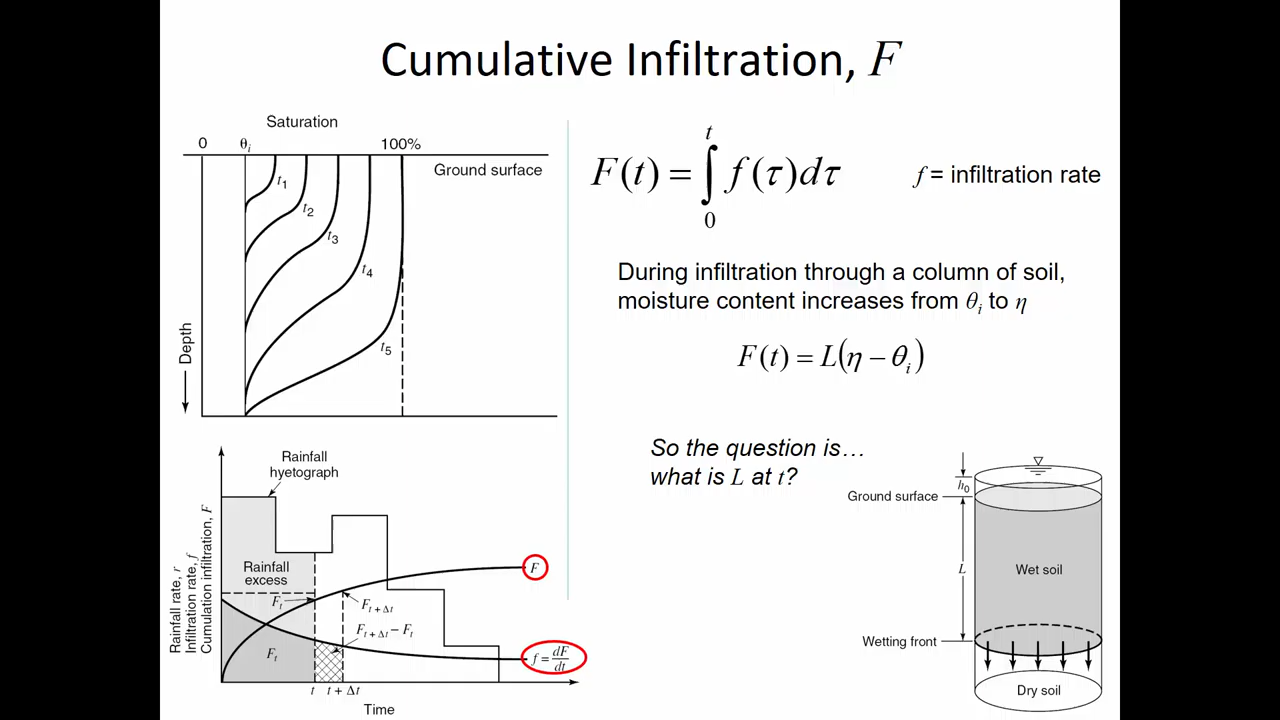 Cumulative Infiltration, F
Saturation
0 θi 100%
Ground surface
t1
t2
t3
t4
t5
Depth
F(t) = ∫₀ᵗ f(τ)dτ
f = infiltration rate
During infiltration through a column of soil,
moisture content increases from θi to η
F(t) = L(η − θi)
So the question is…
what is L at t?
Rainfall
hyetograph
Rainfall rate, r
Infiltration rate, f
Cumulation infiltration, F
Rainfall
excess
Ft
F
Ft+Δt
Ft+Δt − Ft
Ft
f = dF/dt
t t + Δt
Time
h0
Ground surface
L
Wet soil
Wetting front
Dry soil